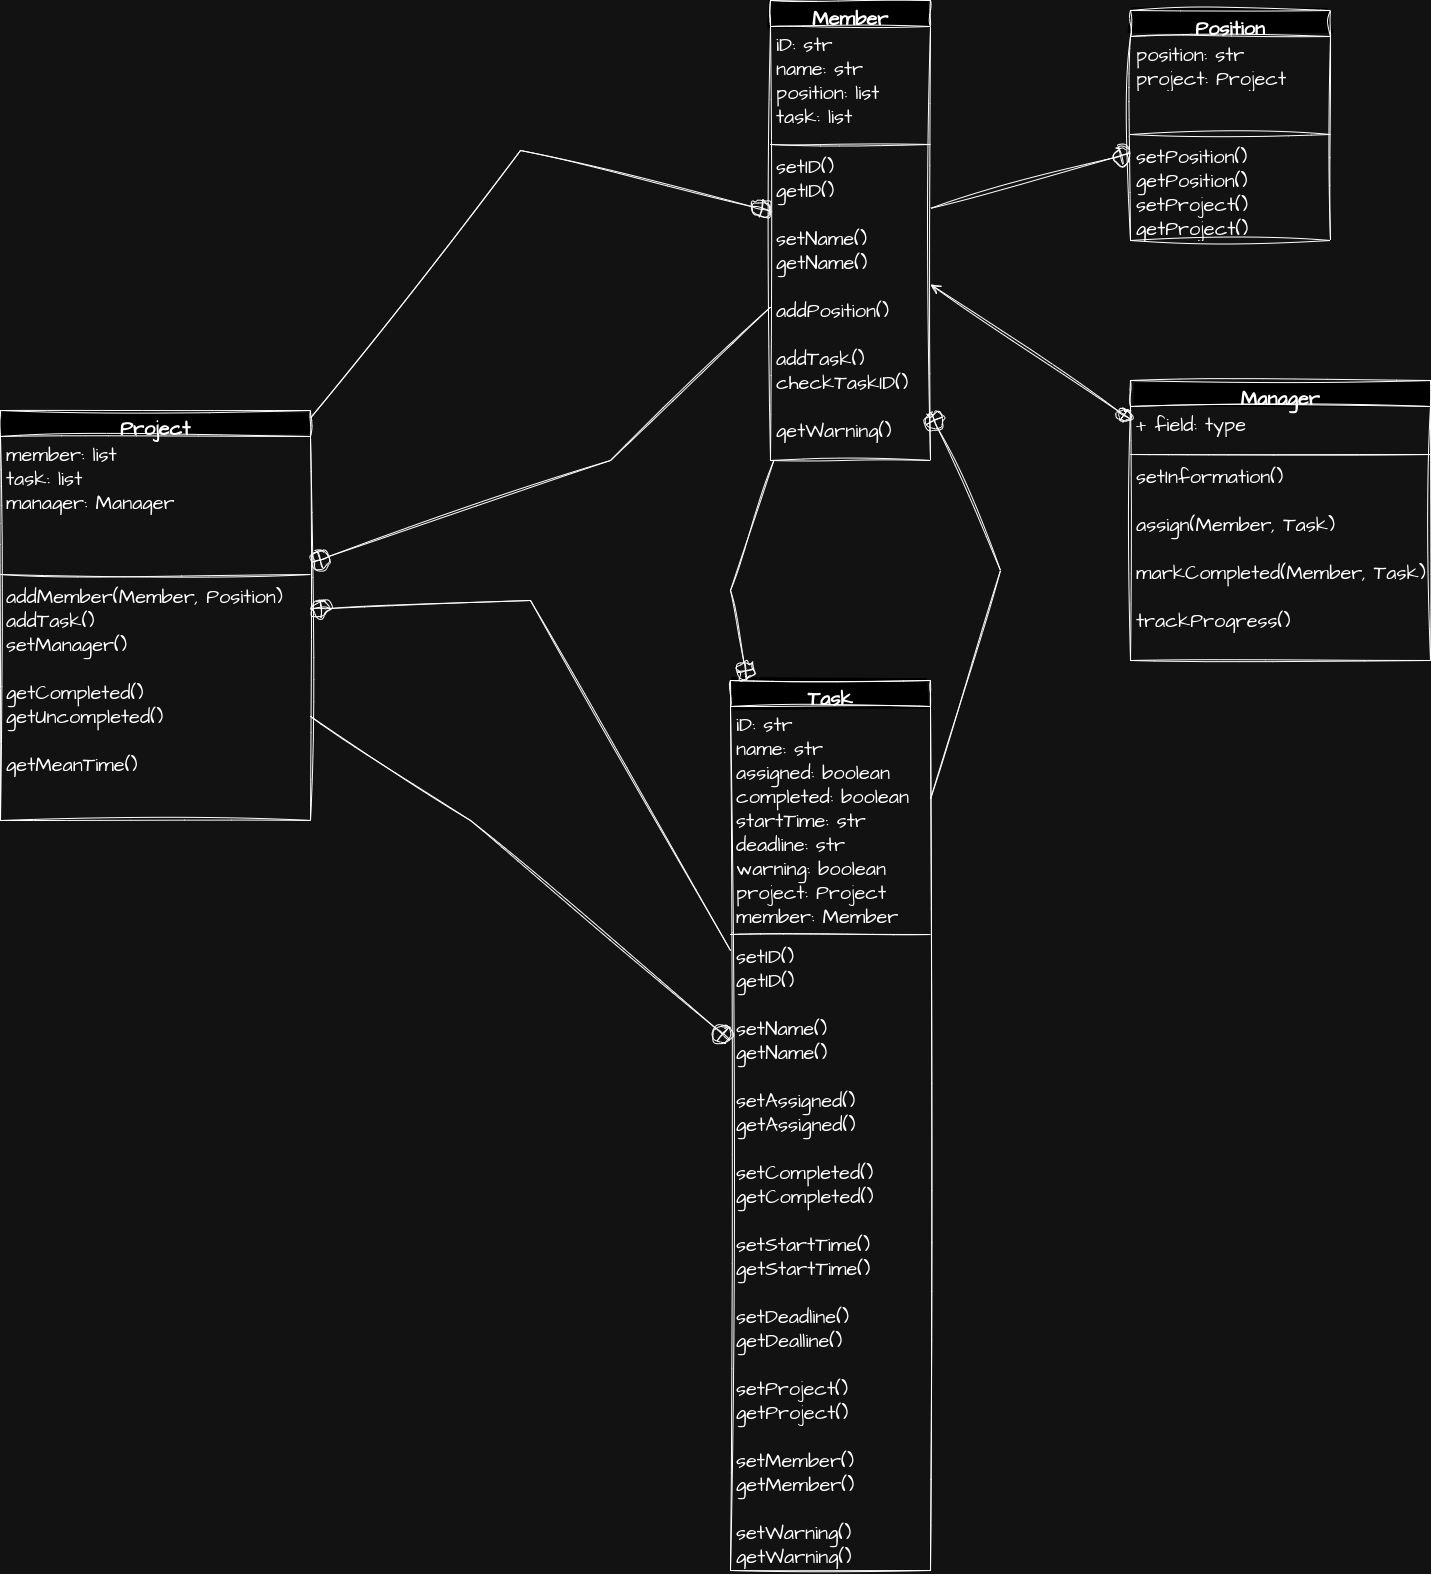 Member
iD: str
name: str
position: list
task: list
setID()
getID()
setName()
getName()
addPosition()
addTask()
checkTaskID()
getWarning()
Position
position: str
project: Project
setPosition()
getPosition()
setProject()
getProject()
Manager
+ field: type
setInformation()
assign(Member, Task)
markCompleted(Member, Task)
trackProgress()
Project
member: list
task: list
manager: Manager
addMember(Member, Position)
addTask()
setManager()
getCompleted()
getUncompleted()
getMeanTime()
Task
iD: str
name: str
assigned: boolean
completed: boolean
startTime: str
deadline: str
warning: boolean
project: Project
member: Member
setID()
getID()
setName()
getName()
setAssigned()
getAssigned()
setCompleted()
getCompleted()
setStartTime()
getStartTime()
setDeadline()
getDealline()
setProject()
getProject()
setMember()
getMember()
setWarning()
getWarning()